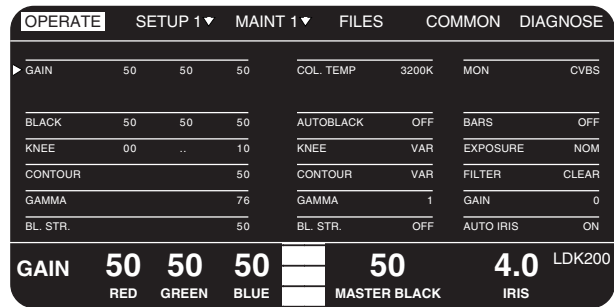 OPERATE SETUP 1▼ MAINT 1▼ FILES COMMON DIAGNOSE
GAIN 50 50 50 COL. TEMP 3200K MON CVBS
BLACK 50 50 50 AUTOBLACK OFF BARS OFF
KNEE 00 .. 10 KNEE VAR EXPOSURE NOM
CONTOUR 50 CONTOUR VAR FILTER CLEAR
GAMMA 76 GAMMA 1 GAIN 0
BL. STR. 50 BL. STR. OFF AUTO IRIS ON
GAIN 50 50 50 50 4.0 LDK200
RED GREEN BLUE MASTER BLACK IRIS